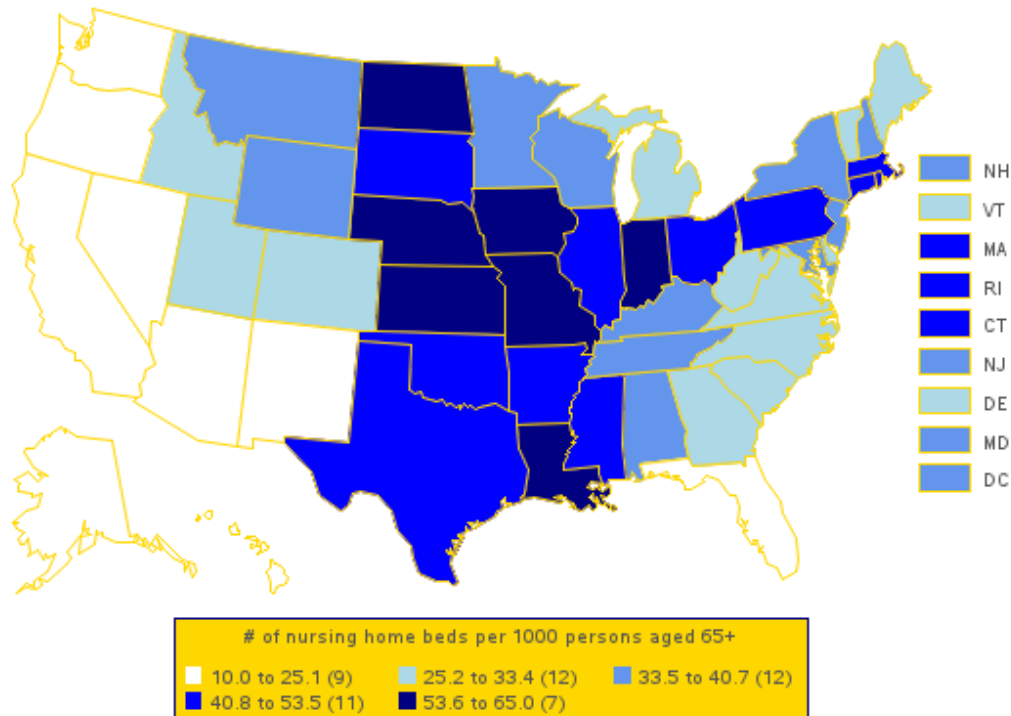 NH
VT
MA
RI
CT
NJ
DE
MD
DC
# of nursing home beds per 1000 persons aged 65+
10.0 to 25.1 (9) 25.2 to 33.4 (12) 33.5 to 40.7 (12)
40.8 to 53.5 (11) 53.6 to 65.0 (7)